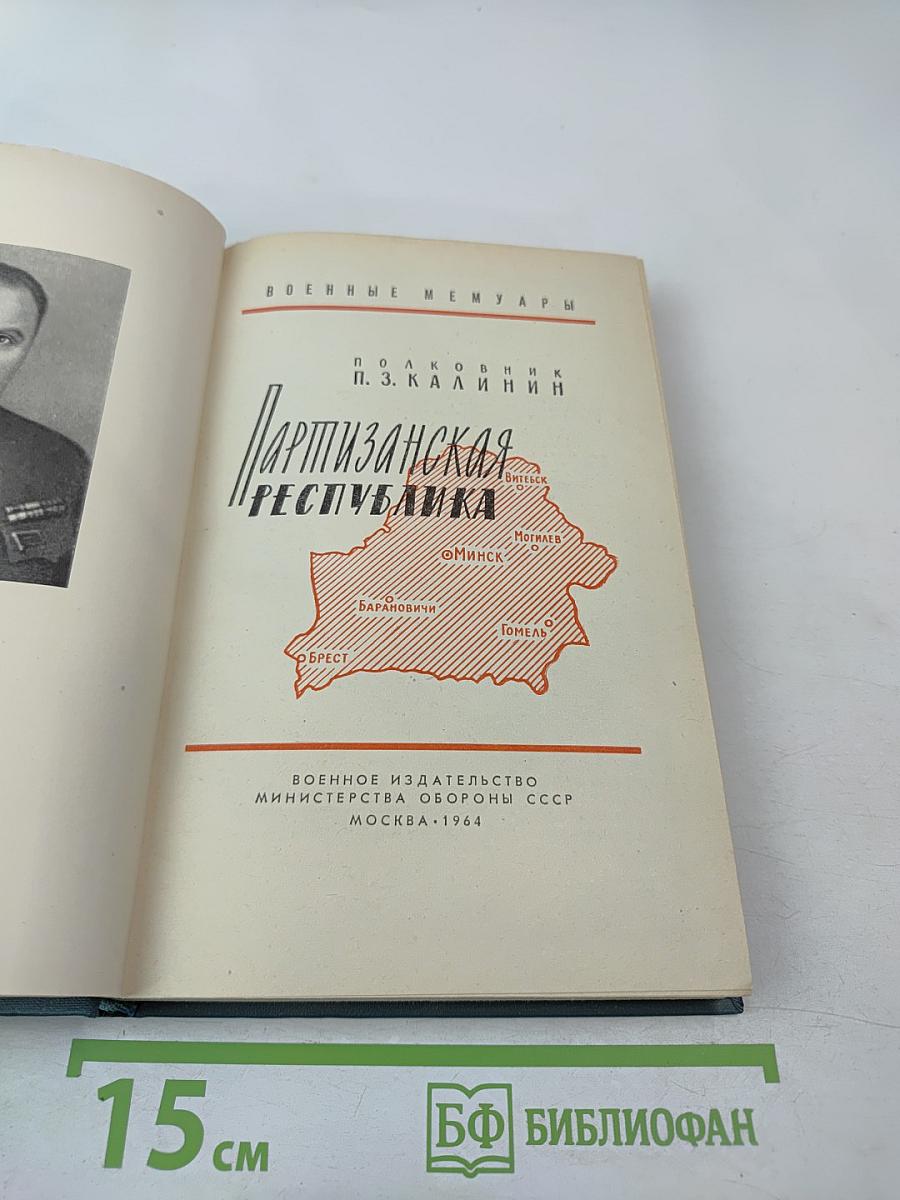 ВОЕННЫЕ МЕМУАРЫ
ПОЛКОВНИК
П. З. КАЛИНИН
ПАРТИЗАНСКАЯ
РЕСПУБЛИКА
ВИТЕБСК
МОГИЛЕВ
МИНСК
БАРАНОВИЧИ
ГОМЕЛЬ
БРЕСТ
ВОЕННОЕ ИЗДАТЕЛЬСТВО
МИНИСТЕРСТВА ОБОРОНЫ СССР
МОСКВА • 1964
15 см
БФ БИБЛИОФАН